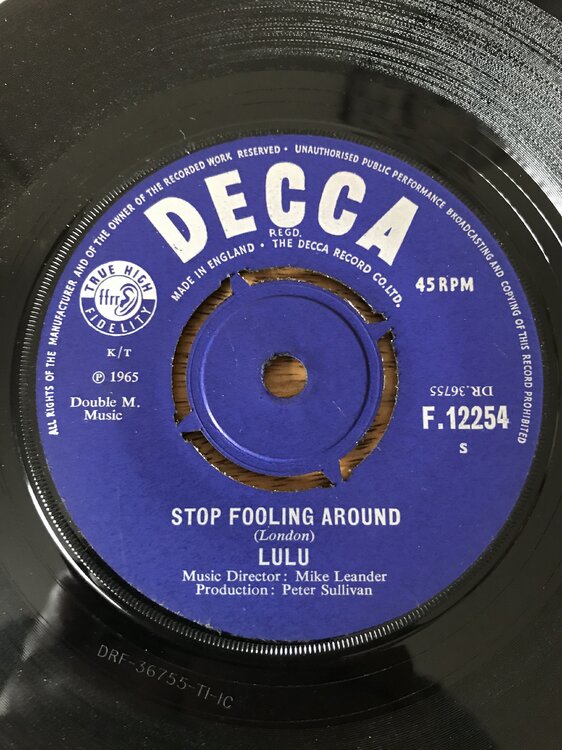 ALL RIGHTS OF THE MANUFACTURER AND OF THE OWNER OF THE RECORDED WORK RESERVED · UNAUTHORISED PUBLIC PERFORMANCE BROADCASTING AND COPYING OF THIS RECORD PROHIBITED
DECCA
REGD.
MADE IN ENGLAND · THE DECCA RECORD CO. LTD.
TRUE HIGH
ffrr
FIDELITY
45 RPM
K/T
℗ 1965
Double M.
Music
DR.36755
F.12254
S
STOP FOOLING AROUND
(London)
LULU
Music Director: Mike Leander
Production: Peter Sullivan
DRF-36755-T1-1C